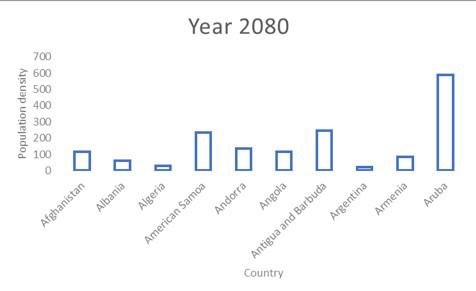 Year 2080
Population density
700
600
500
400
300
200
100
0
Afghanistan
Albania
Algeria
American Samoa
Andorra
Angola
Antigua and Barbuda
Argentina
Armenia
Aruba
Country